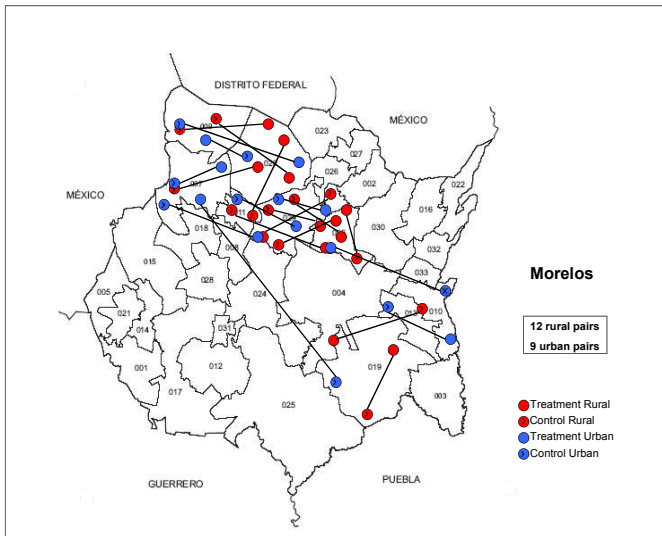 DISTRITO FEDERAL
MÉXICO
023
027
026
002
022
MÉXICO
016
030
018
032
015
033
028
004
005
024
010
021
014
031
019
001
012
003
017
025
GUERRERO
PUEBLA
Morelos
12 rural pairs
9 urban pairs
Treatment Rural
Control Rural
Treatment Urban
Control Urban